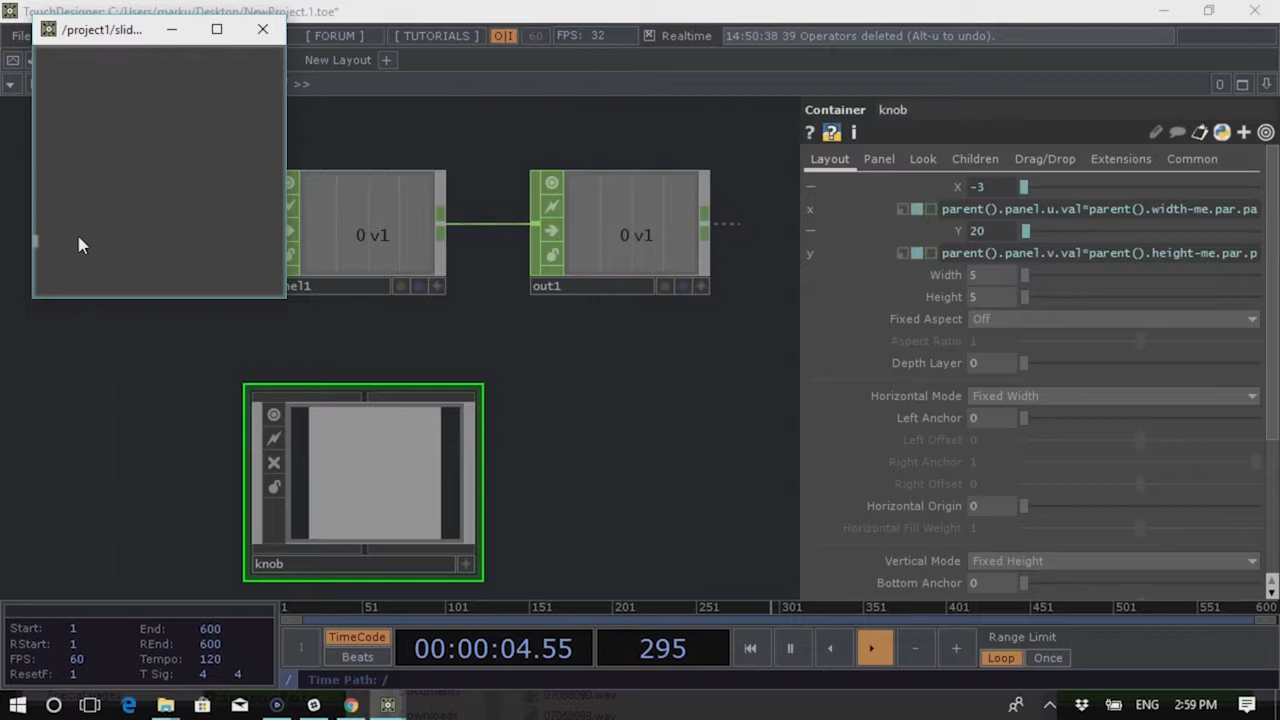 TouchDesigner: C:/Users/marku/Desktop/NewProject.1.toe*
/project1/slid...
File
[ FORUM ]
[ TUTORIALS ]
O|I
60
FPS: 32
Realtime
14:50:38 39 Operators deleted (Alt-u to undo).
New Layout +
>>
0
Container knob
? ? i
Layout Panel Look Children Drag/Drop Extensions Common
X -3
x parent().panel.u.val*parent().width-me.par.pa
Y 20
y parent().panel.v.val*parent().height-me.par.p
Width 5
Height 5
Fixed Aspect Off
Aspect Ratio 1
Depth Layer 0
Horizontal Mode Fixed Width
Left Anchor 0
Left Offset 0
Right Anchor 1
Right Offset 0
Horizontal Origin 0
Horizontal Fill Weight 1
Vertical Mode Fixed Height
Bottom Anchor 0
0 v1
0 v1
nel1
out1
knob
1 51 101 151 201 251 301 351 401 451 501 551 600
Start: 1 End: 600
RStart: 1 REnd: 600
FPS: 60 Tempo: 120
ResetF: 1 T Sig: 4 4
TimeCode
Beats
00:00:04.55
295
Range Limit
Loop Once
/ Time Path: /
07068090.wav
2:59 PM